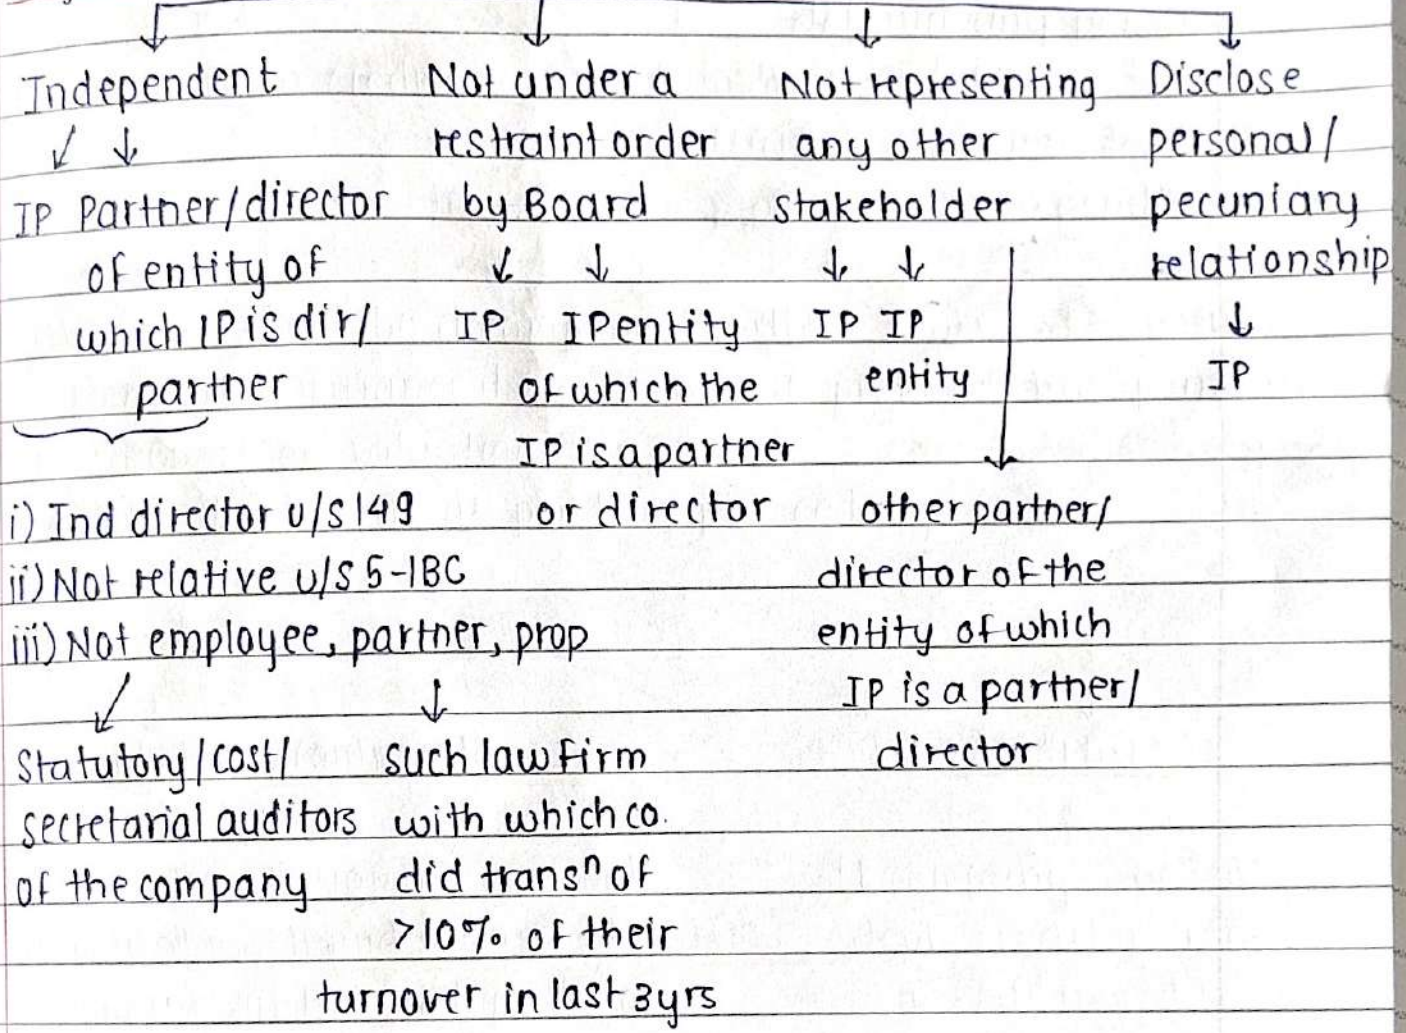 Independent
IP Partner/director
of entity of
which IP is dir/
partner
i) Ind director u/s 149
ii) Not relative u/s 5-IBC
iii) Not employee, partner, prop
Statutory/cost/
secretarial auditors
of the company
such law firm
with which co.
did transⁿ of
>10% of their
turnover in last 3yrs
Not under a
restraint order
by Board
IP
IP entity
of which the
IP is a partner
or director
Not representing
any other
stakeholder
IP
IP
entity
other partner/
director of the
entity of which
IP is a partner/
director
Disclose
personal/
pecuniary
relationship
IP